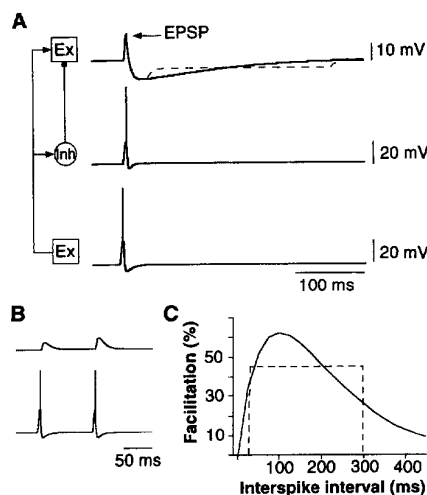 A
Ex
EPSP
10 mV
Inh
20 mV
Ex
20 mV
100 ms
B
50 ms
C
Facilitation (%)
50
30
10
100 200 300 400
Interspike interval (ms)